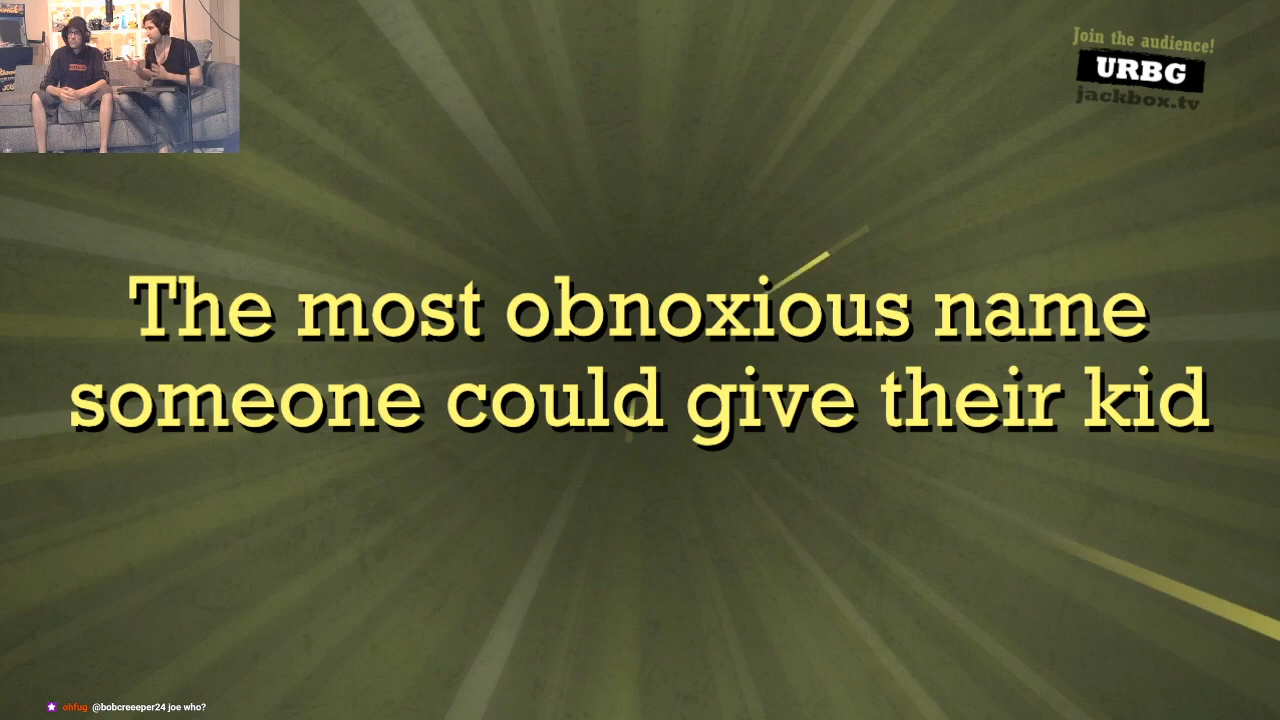 Join the audience!
URBG
jackbox.tv
The most obnoxious name
someone could give their kid
ohfug @bobcreeeper24 joe who?